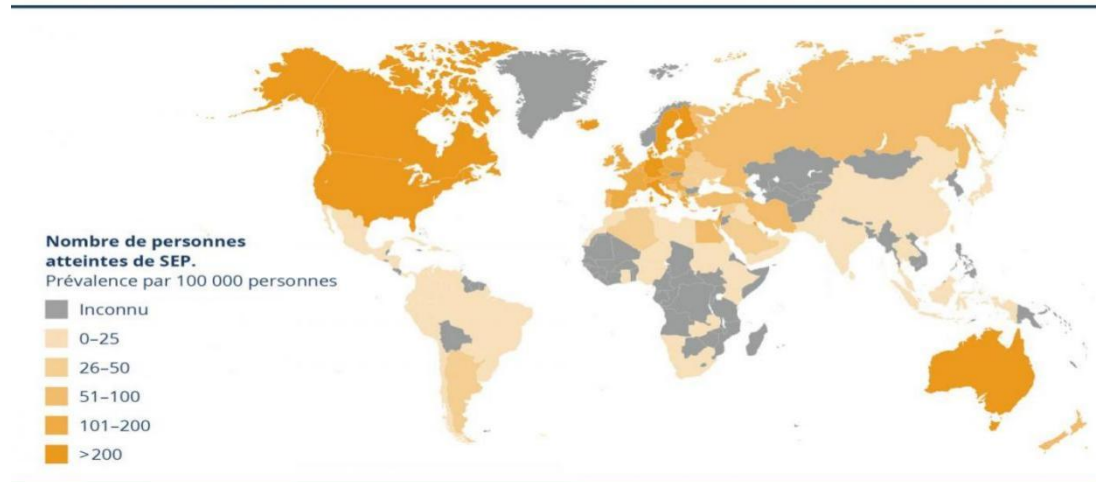 Nombre de personnes
atteintes de SEP.
Prévalence par 100 000 personnes
Inconnu
0–25
26–50
51–100
101–200
>200